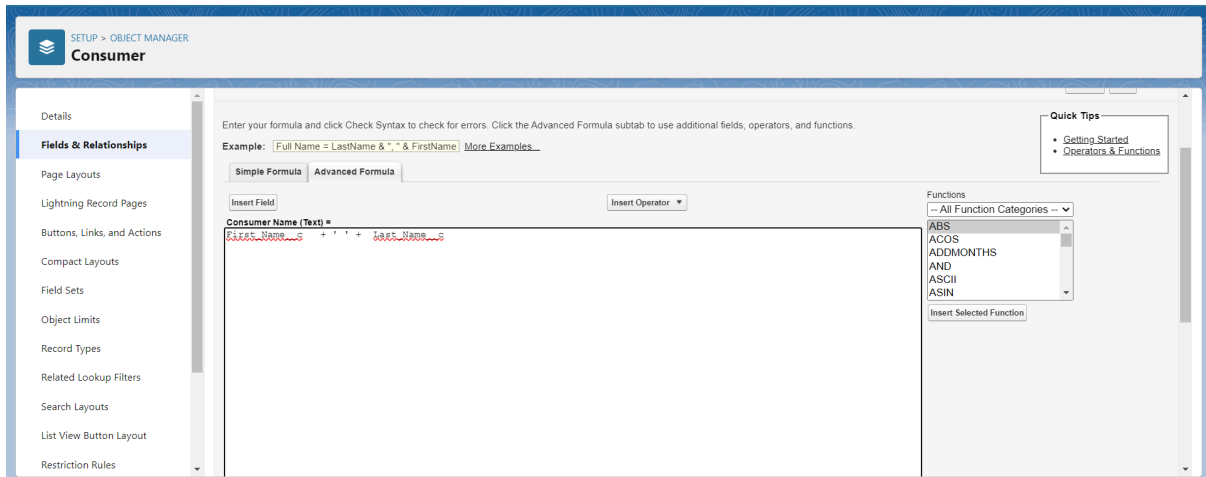 SETUP > OBJECT MANAGER
Consumer
Details
Fields & Relationships
Page Layouts
Lightning Record Pages
Buttons, Links, and Actions
Compact Layouts
Field Sets
Object Limits
Record Types
Related Lookup Filters
Search Layouts
List View Button Layout
Restriction Rules
Enter your formula and click Check Syntax to check for errors. Click the Advanced Formula subtab to use additional fields, operators, and functions.
Example: Full Name = LastName & ", " & FirstName More Examples...
Quick Tips
• Getting Started
• Operators & Functions
Simple Formula Advanced Formula
Insert Field Insert Operator ▼
Consumer Name (Text) =
First_Name__c + ' ' + Last_Name__c
Functions
-- All Function Categories --
ABS
ACOS
ADDMONTHS
AND
ASCII
ASIN
Insert Selected Function